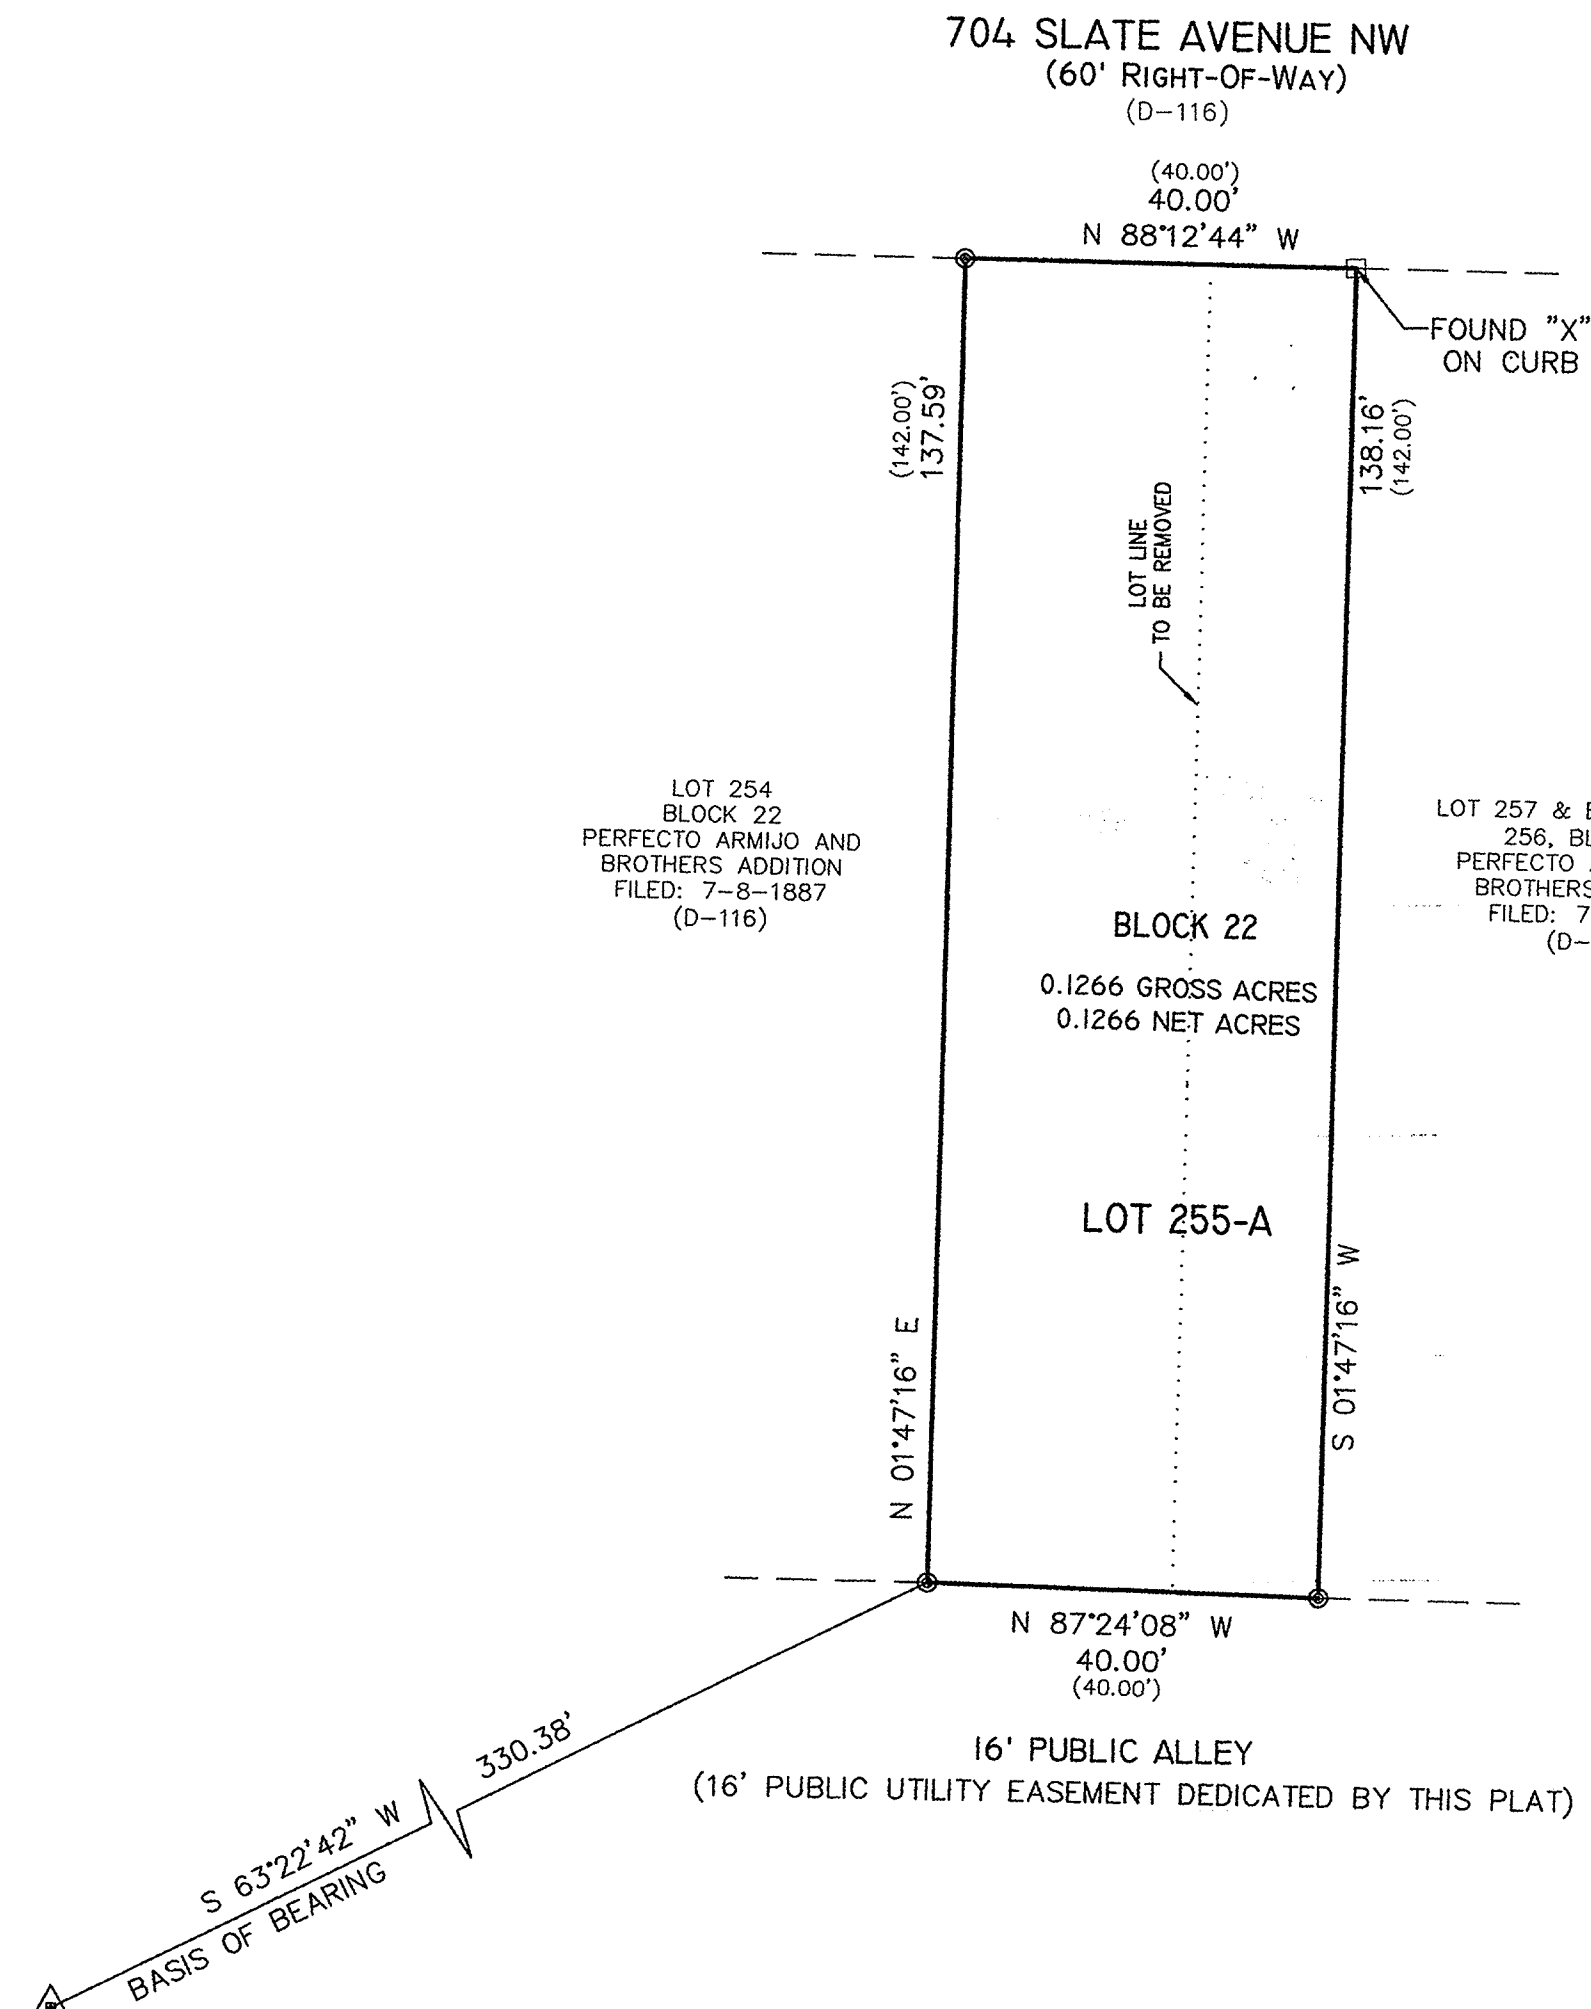 704 SLATE AVENUE NW
(60' RIGHT-OF-WAY)
(D-116)
(40.00')
40.00'
N 88°12'44" W
FOUND "X"
ON CURB
(142.00')
137.59'
138.16'
(142.00')
LOT LINE
TO BE REMOVED
LOT 254
BLOCK 22
PERFECTO ARMIJO AND
BROTHERS ADDITION
FILED: 7-8-1887
(D-116)
LOT 257 &
256,
PERFECTO
BROTHERS
FILED: 7
(D-
BLOCK 22
0.1266 GROSS ACRES
0.1266 NET ACRES
LOT 255-A
N 01°47'16" E
S 01°47'16" W
N 87°24'08" W
40.00'
(40.00')
330.38'
16' PUBLIC ALLEY
(16' PUBLIC UTILITY EASEMENT DEDICATED BY THIS PLAT)
S 63°22'42" W
BASIS OF BEARING